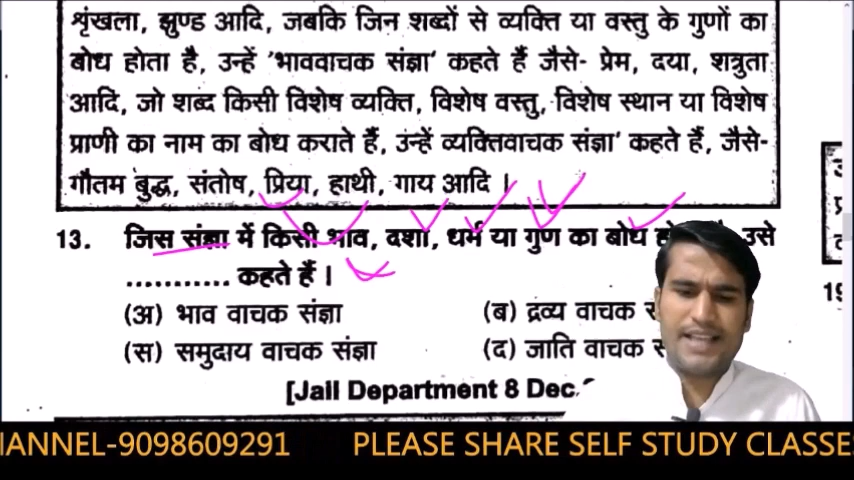 शृंखला, झुण्ड आदि, जबकि जिन शब्दों से व्यक्ति या वस्तु के गुणों का
बोध होता है, उन्हें 'भाववाचक संज्ञा' कहते हैं जैसे- प्रेम, दया, शत्रुता
आदि, जो शब्द किसी विशेष व्यक्ति, विशेष वस्तु, विशेष स्थान या विशेष
प्राणी का नाम का बोध कराते हैं, उन्हें व्यक्तिवाचक संज्ञा' कहते हैं, जैसे-
गौतम बुद्ध, संतोष, प्रिया, हाथी, गाय आदि ।
13. जिस संज्ञा में किसी भाव, दशा, धर्म या गुण का बोध उसे
............ कहते हैं ।
(अ) भाव वाचक संज्ञा (ब) द्रव्य वाचक
(स) समुदाय वाचक संज्ञा (द) जाति वाचक
[Jail Department 8 Dec.
HANNEL-9098609291 PLEASE SHARE SELF STUDY CLASSE